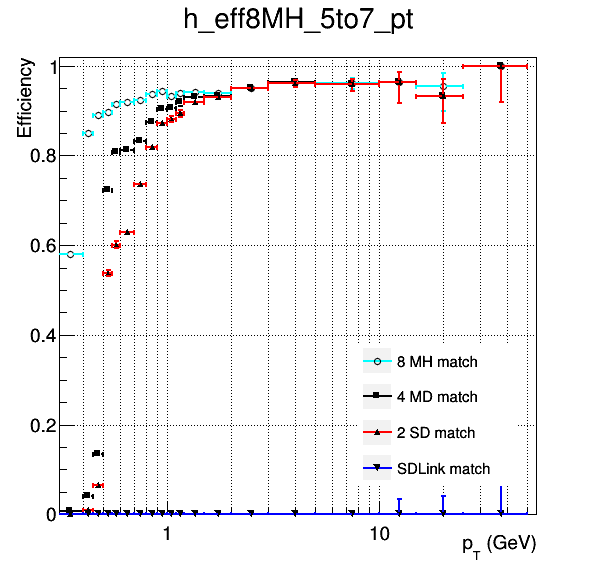 h_eff8MH_5to7_pt
Efficiency
1
0.8
0.6
0.4
0.2
0
8 MH match
4 MD match
2 SD match
SDLink match
1
10
p_T (GeV)